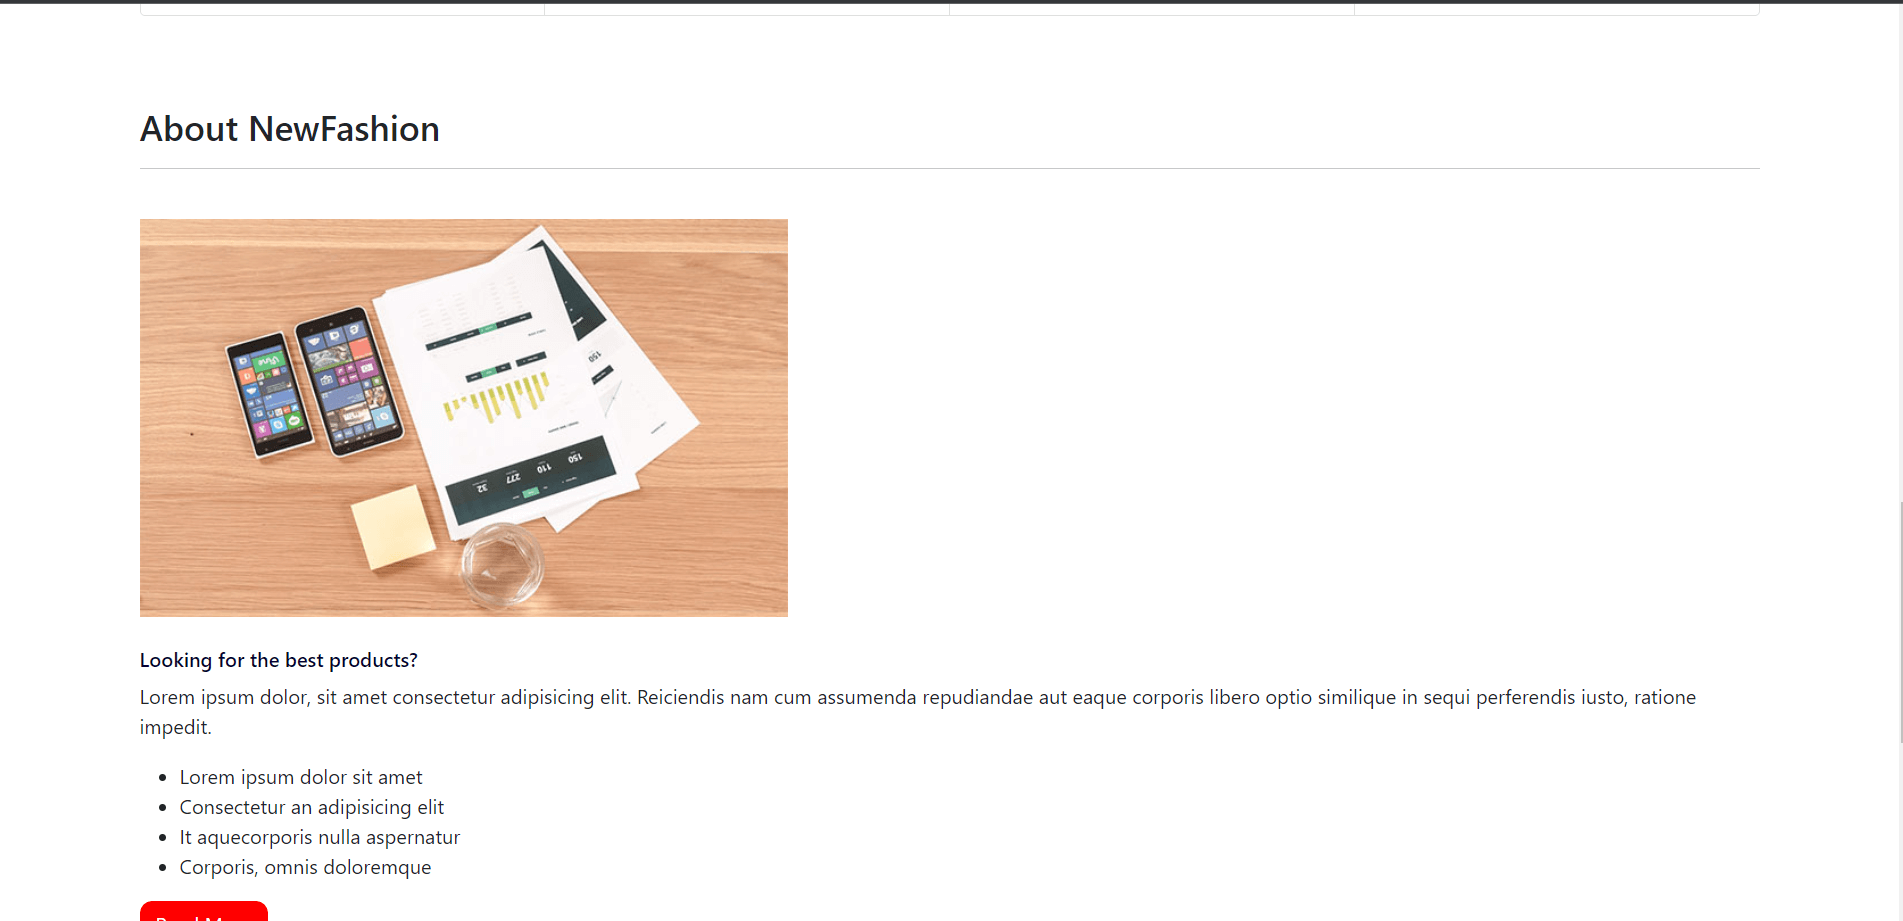 About NewFashion
32 277 110 150
150
Looking for the best products?
Lorem ipsum dolor, sit amet consectetur adipisicing elit. Reiciendis nam cum assumenda repudiandae aut eaque corporis libero optio similique in sequi perferendis iusto, ratione
impedit.
Lorem ipsum dolor sit amet
Consectetur an adipisicing elit
It aquecorporis nulla aspernatur
Corporis, omnis doloremque